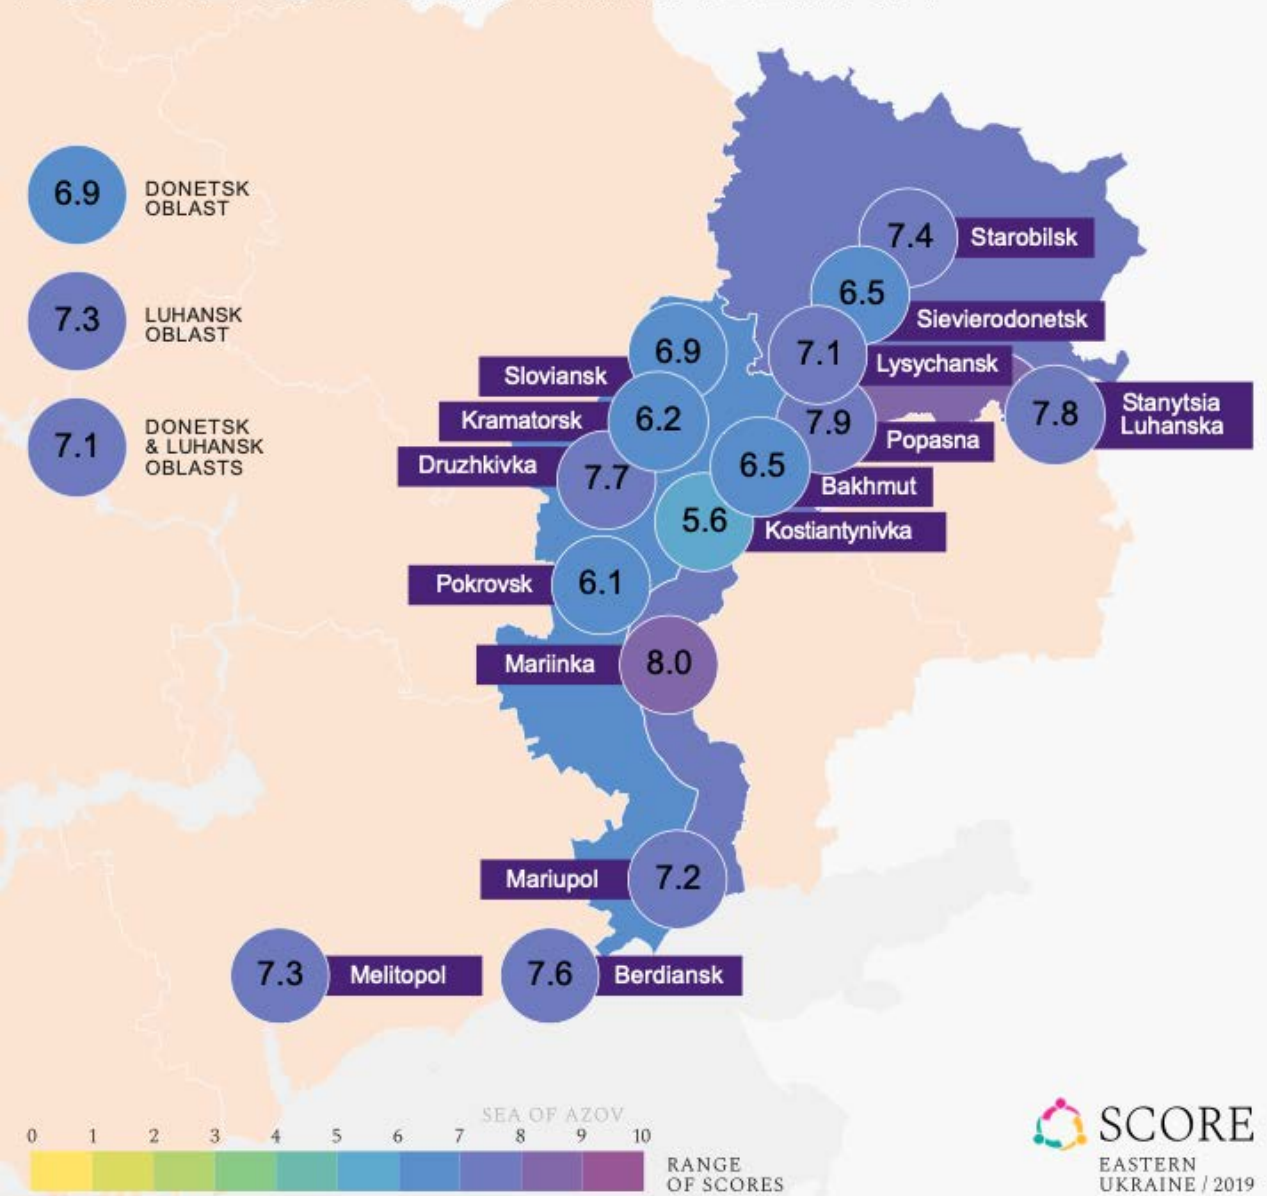 6.9
DONETSK
OBLAST
7.3
LUHANSK
OBLAST
7.1
DONETSK
& LUHANSK
OBLASTS
7.4
Starobilsk
6.5
Sievierodonetsk
7.1
Lysychansk
7.8
Stanytsia
Luhanska
7.9
Popasna
6.9
Sloviansk
6.2
Kramatorsk
7.7
Druzhkivka
6.5
Bakhmut
5.6
Kostiantynivka
6.1
Pokrovsk
8.0
Mariinka
7.2
Mariupol
7.3
Melitopol
7.6
Berdiansk
SEA OF AZOV
0 1 2 3 4 5 6 7 8 9 10
RANGE
OF SCORES
SCORE
EASTERN
UKRAINE / 2019